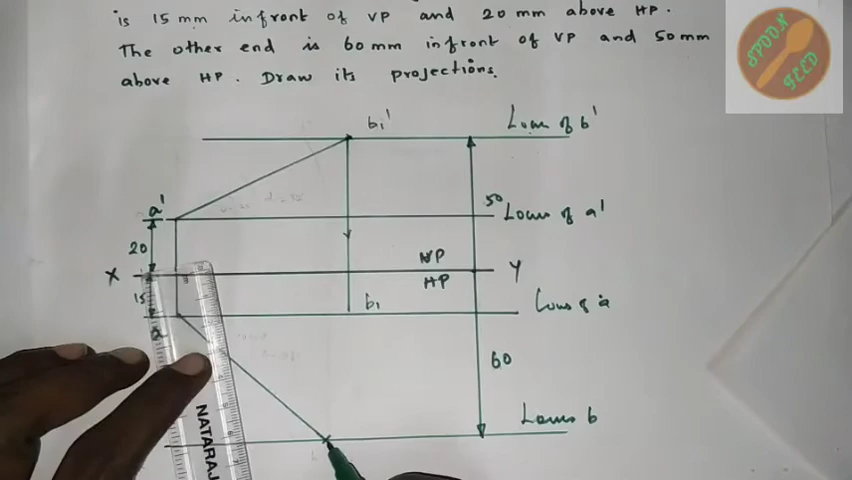 is 15 mm infront of VP and 20 mm above HP.
The other end is 60 mm infront of VP and 50 mm
above HP. Draw its projections.
SPOON
FEED
b₁'
Locus of b'
a'
50
Locus of a'
20
VP
X
Y
HP
15
b₁
Locus of a
a
60
NATARAJ
Locus b